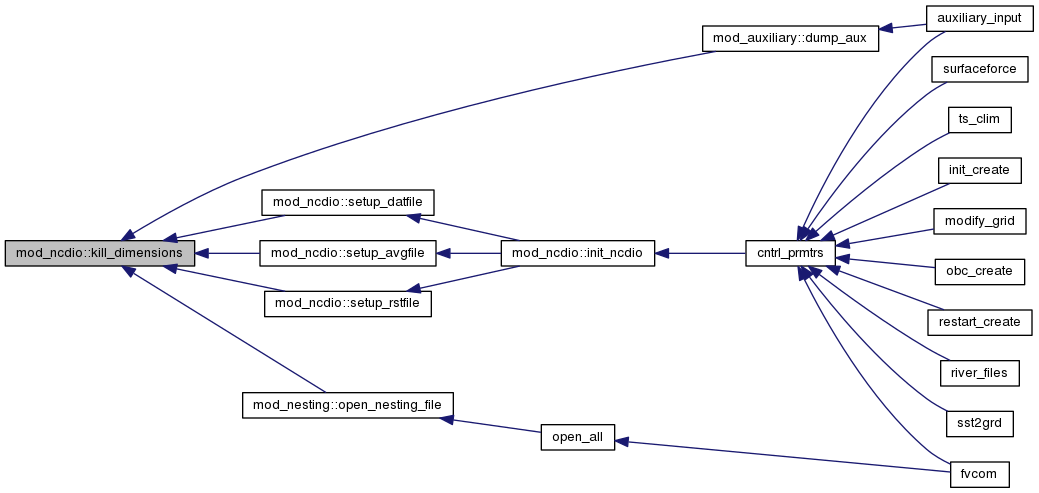 auxiliary_input
mod_auxiliary::dump_aux
surfaceforce
ts_clim
init_create
mod_ncdio::setup_datfile
modify_grid
mod_ncdio::kill_dimensions
mod_ncdio::setup_avgfile
mod_ncdio::init_ncdio
cntrl_prmtrs
obc_create
mod_ncdio::setup_rstfile
restart_create
river_files
mod_nesting::open_nesting_file
sst2grd
open_all
fvcom